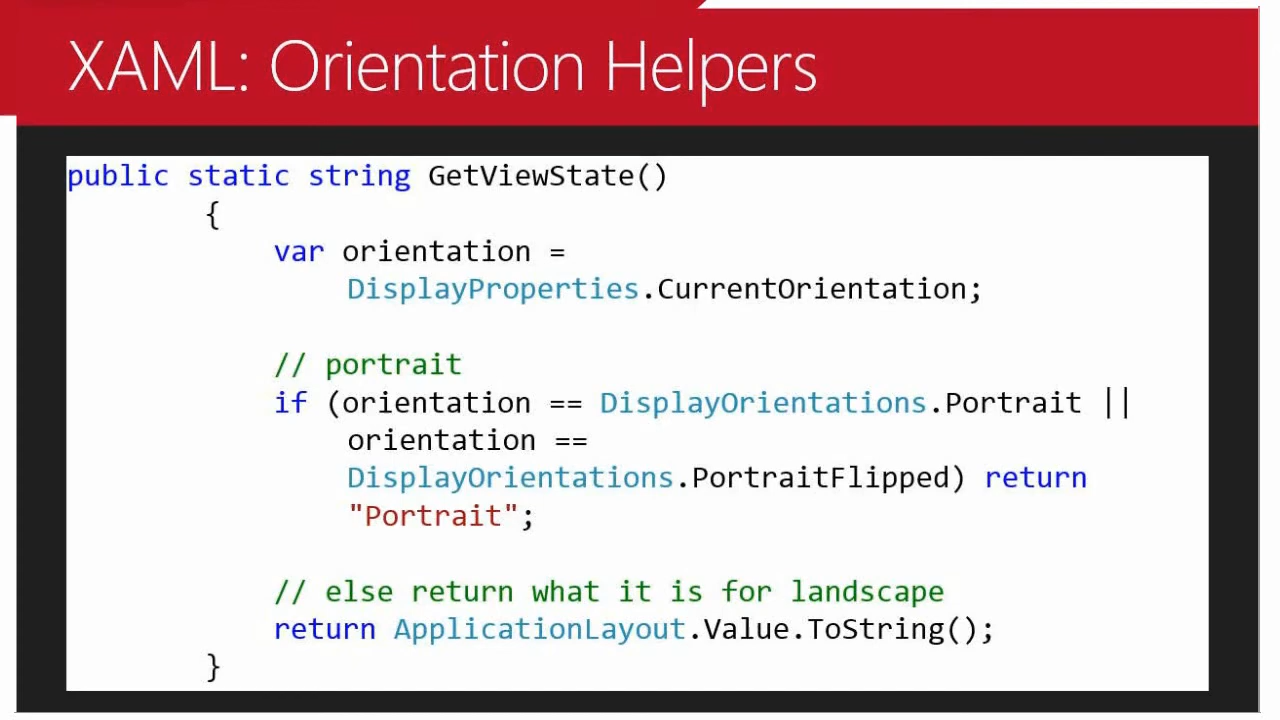 XAML: Orientation Helpers
public static string GetViewState()
{
var orientation =
DisplayProperties.CurrentOrientation;
// portrait
if (orientation == DisplayOrientations.Portrait ||
orientation ==
DisplayOrientations.PortraitFlipped) return
"Portrait";
// else return what it is for landscape
return ApplicationLayout.Value.ToString();
}